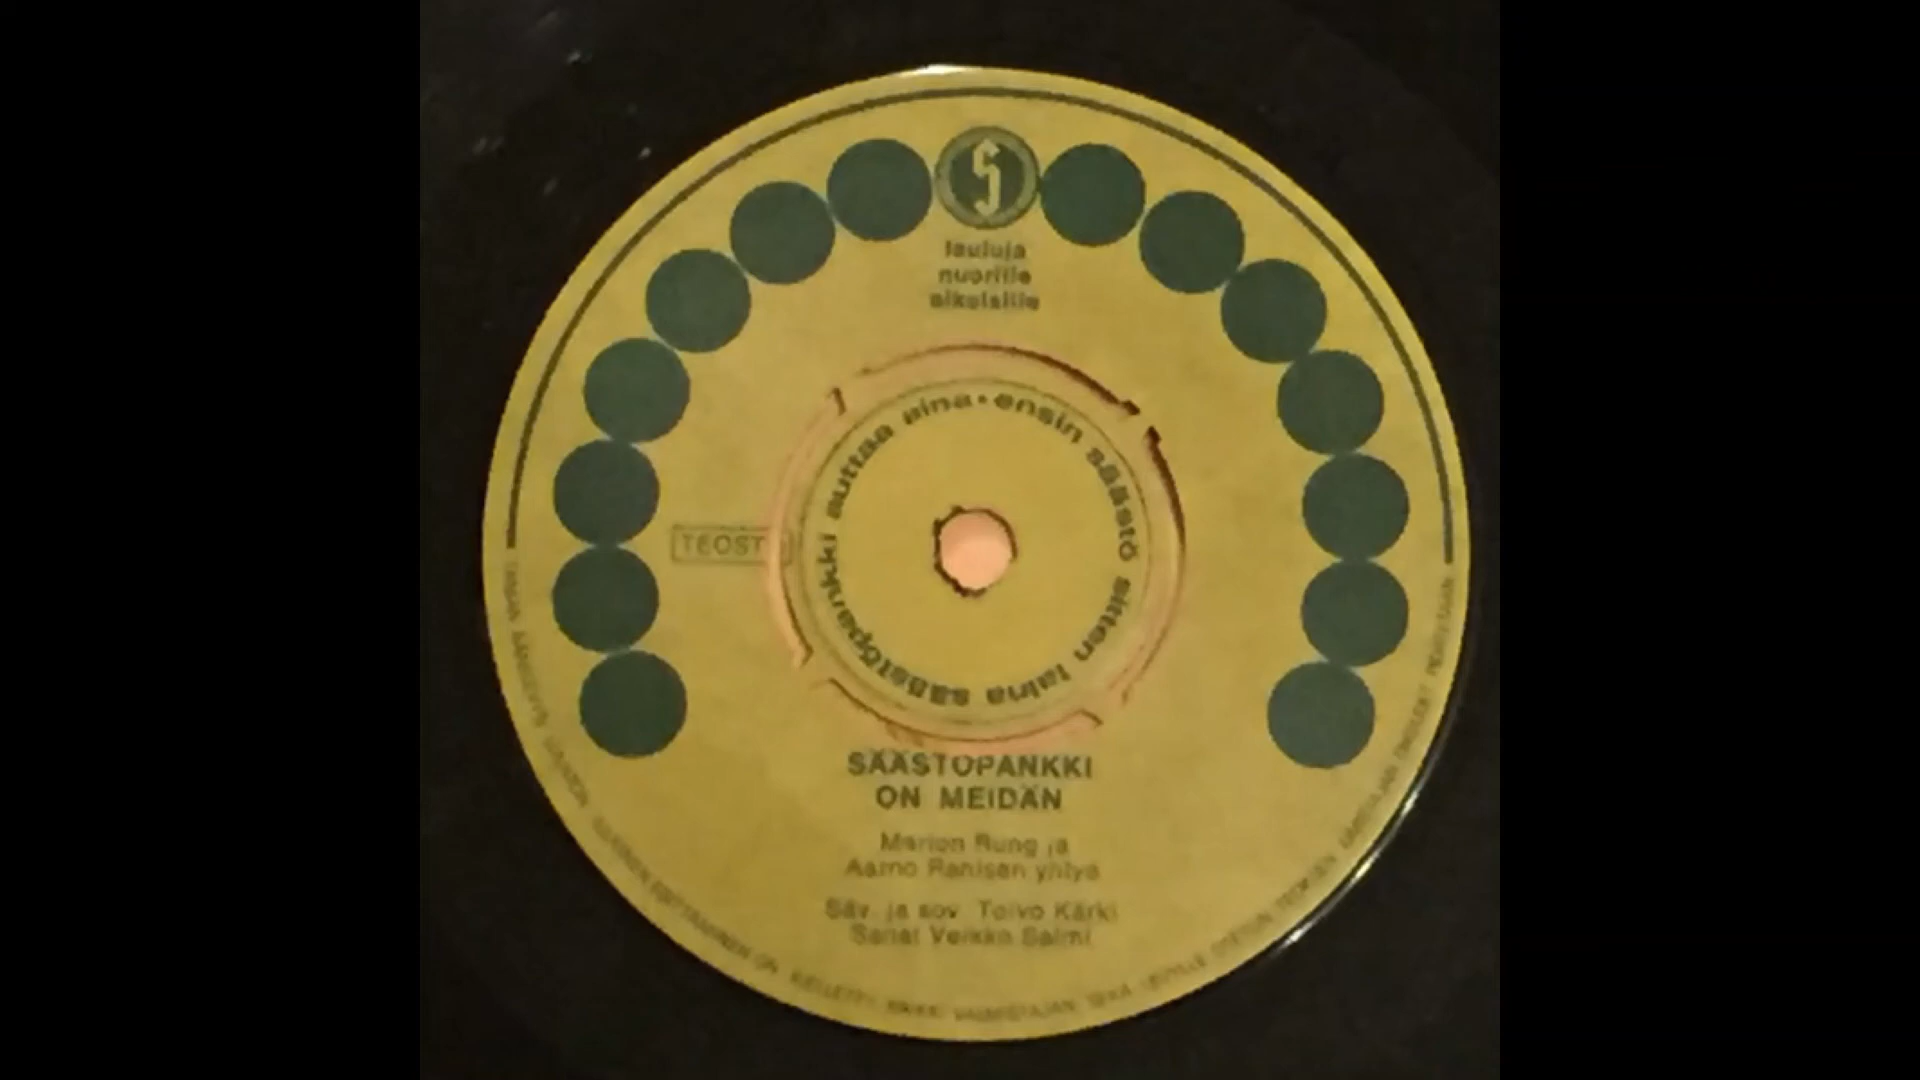 lauluja
nuorille
aikuisille
ensin säästö sitten laina säästöpankki auttaa aina •
TEOST
SÄÄSTÖPANKKI
ON MEIDÄN
Marion Rung ja
Aarno Ranisen yhtye
Säv. ja sov. Toivo Kärki
Sanat Veikko Salmi